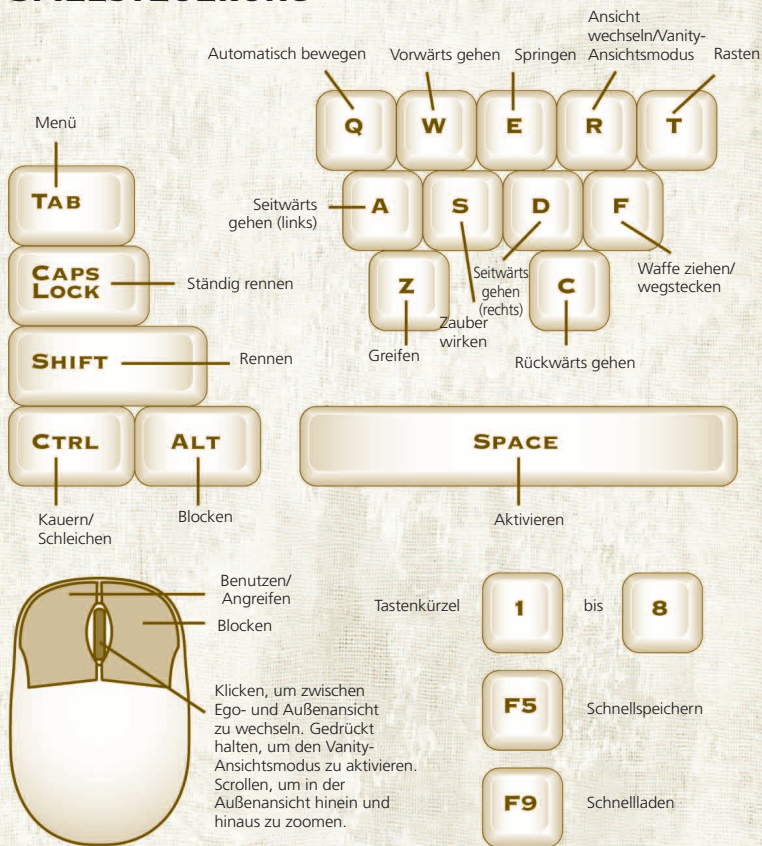 SPIELSTEUERUNG
Ansicht
wechseln/Vanity-
Ansichtsmodus
Automatisch bewegen
Vorwärts gehen
Springen
Rasten
Q
W
E
R
T
Menü
TAB
Seitwärts
gehen (links)
A
S
D
F
CAPS
LOCK
Ständig rennen
Z
Seitwärts
gehen
(rechts)
C
Waffe ziehen/
wegstecken
Zauber
wirken
Greifen
Rückwärts gehen
SHIFT
Rennen
CTRL
ALT
SPACE
Kauern/
Schleichen
Blocken
Aktivieren
Benutzen/
Angreifen
Blocken
Klicken, um zwischen
Ego- und Außenansicht
zu wechseln. Gedrückt
halten, um den Vanity-
Ansichtsmodus zu aktivieren.
Scrollen, um in der
Außenansicht hinein und
hinaus zu zoomen.
Tastenkürzel
1
bis
8
F5
Schnellspeichern
F9
Schnellladen